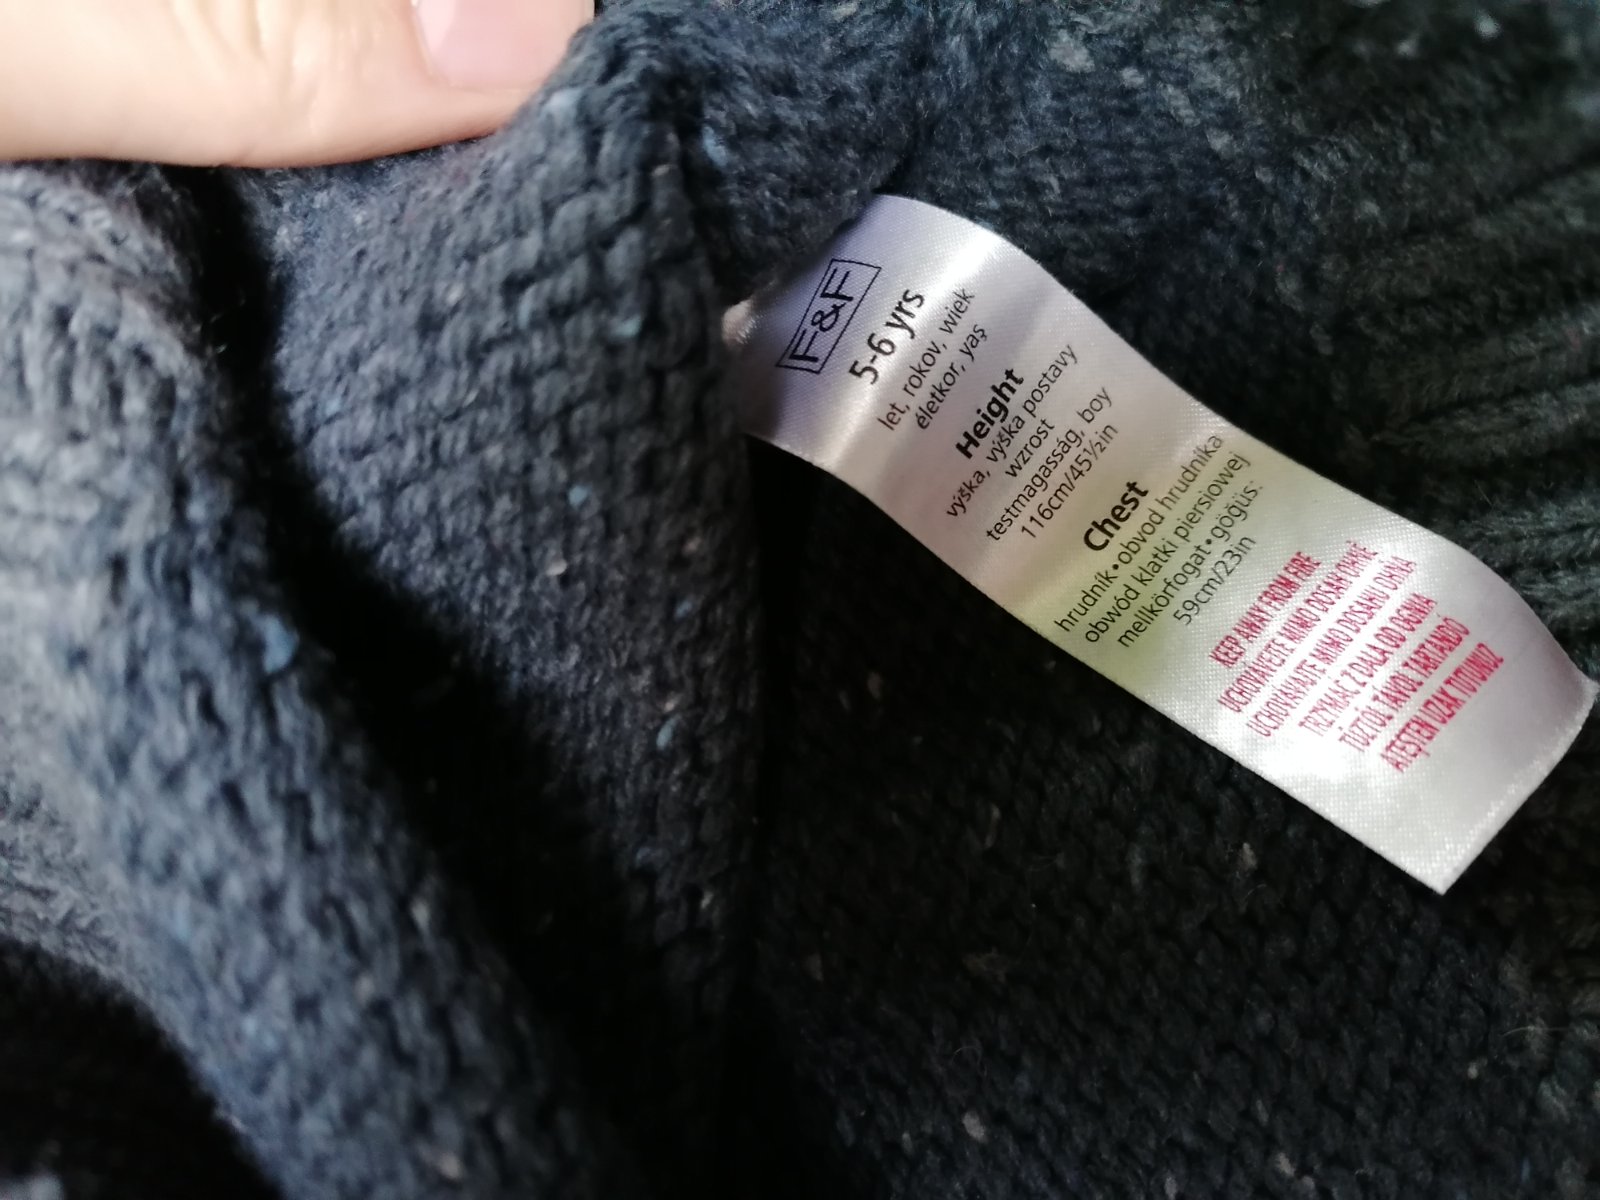 F&F
5-6 yrs
let, rokov, wiek
életkor, yaş
Height
výška, výška postavy
wzrost
testmagasság, boy
116cm/45½in
Chest
hrudník•obvod hrudníka
obwód klatki piersiowej
mellkörfogat•göğüs:
59cm/23in
KEEP AWAY FROM FIRE
UCHOVÁVEJTE MIMO DOSAH OHNĚ
UCHOVÁVAJTE MIMO DOSAHU OHŇA
TRZYMAĆ Z DALA OD OGNIA
TŰZTŐL TÁVOL TARTANDÓ
ATEŞTEN UZAK TUTUNUZ